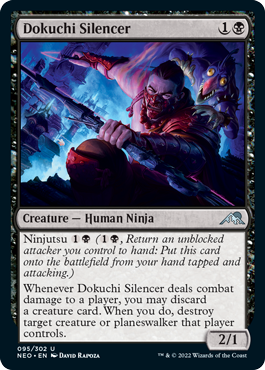 Dokuchi Silencer 1
Creature — Human Ninja
Ninjutsu 1 (1, Return an unblocked
attacker you control to hand: Put this card
onto the battlefield from your hand tapped and
attacking.)
Whenever Dokuchi Silencer deals combat
damage to a player, you may discard
a creature card. When you do, destroy
target creature or planeswalker that player
controls.
2/1
095/302 U
NEO • EN DAVID RAPOZA
™ & © 2022 Wizards of the Coast